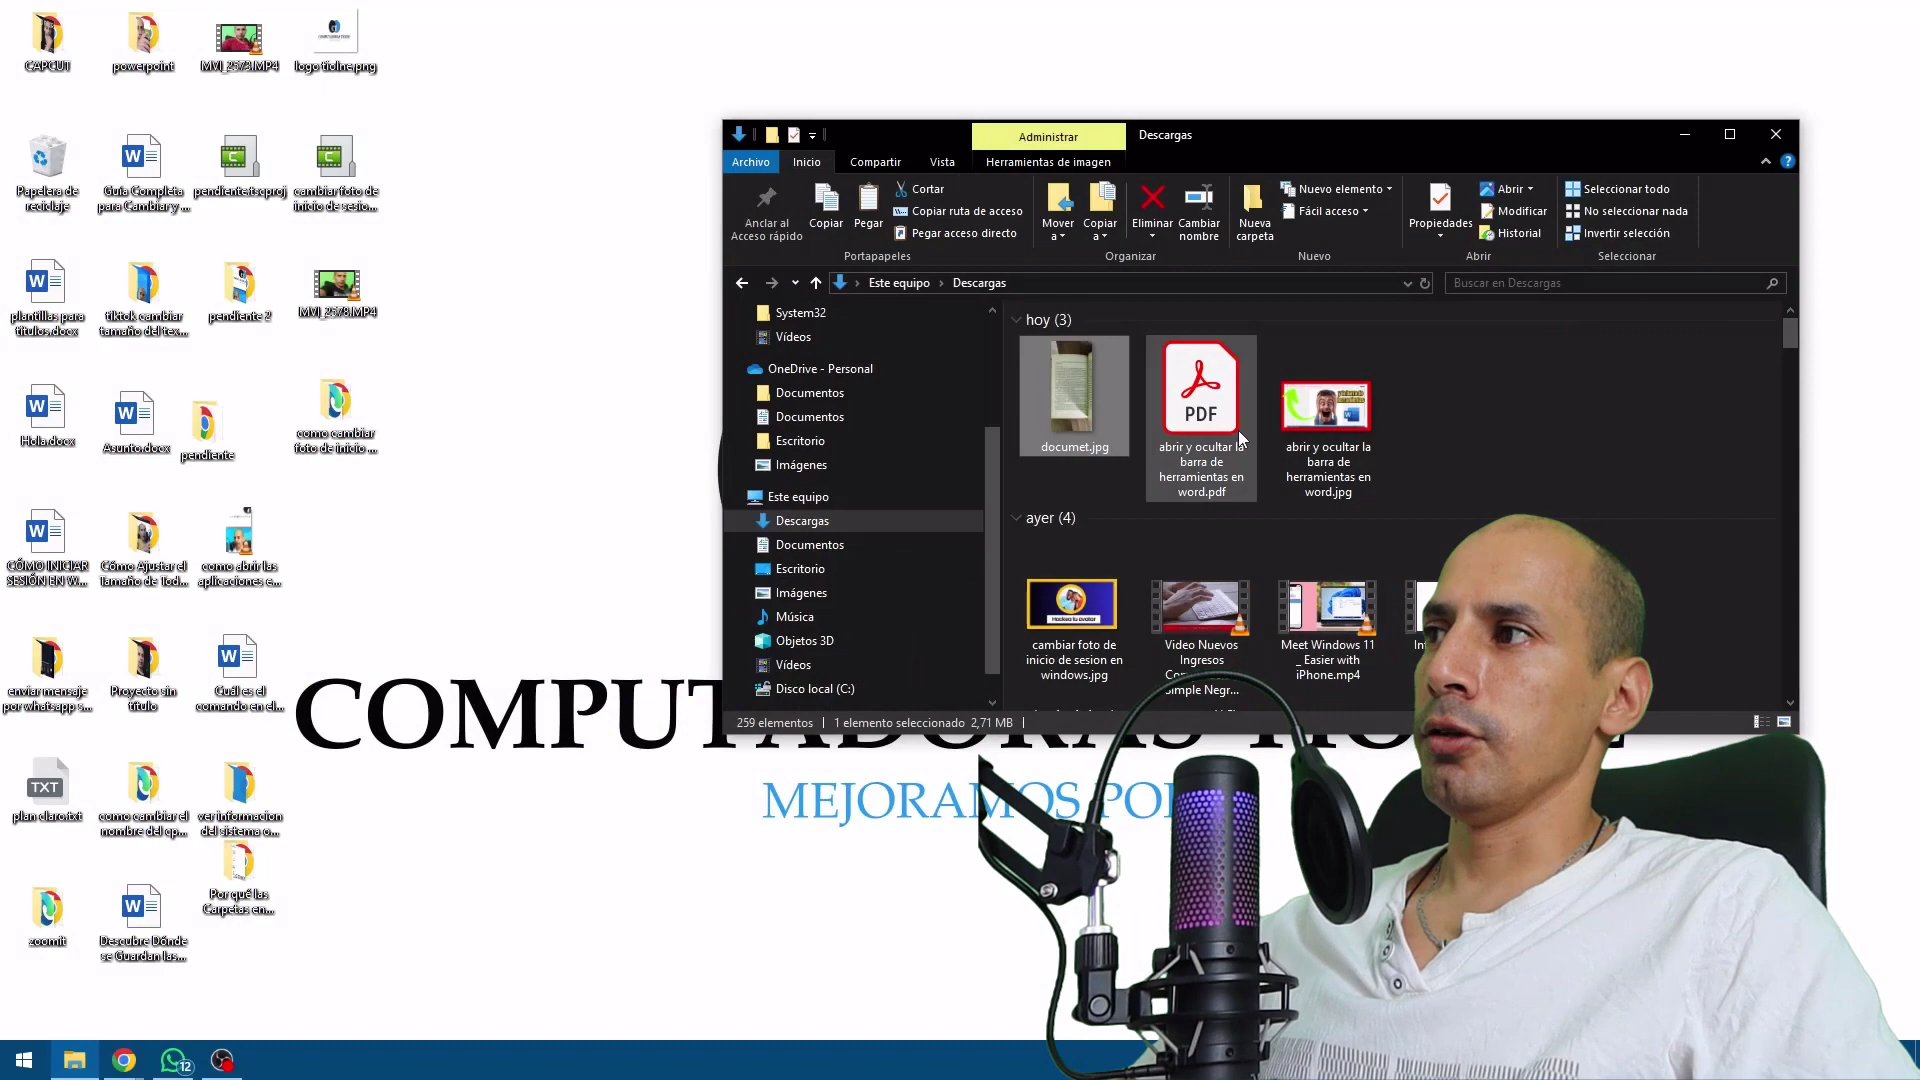 CAPCUT
powerpoint
MVI_2573.MP4
logo tioline.png
Papelera de
reciclaje
Guía Completa
para Cambiar y ...
pendiente.tscproj
cambiar foto de
inicio de sesio...
plantillas para
titulos.docx
tiktok cambiar
tamaño del tex...
pendiente 2
MVI_2578.MP4
Hola.docx
Asunto.docx
pendiente
como cambiar
foto de inicio ...
CÓMO INICIAR
SESIÓN EN W...
Cómo Ajustar el
Tamaño de Tod...
como abrir las
aplicaciones e...
enviar mensaje
por whatsapp s...
Proyecto sin
título
Cuál es el
comando en el...
TXT
plan claro.txt
como cambiar el
nombre del qp...
ver informacion
del sistema o...
Por qué las
Carpetas en...
zoomit
Descubre Dónde
se Guardan las...
COMPUTADORAS
MEJORAMOS POR
Administrar
Descargas
Archivo
Inicio
Compartir
Vista
Herramientas de imagen
Anclar al
Acceso rápido
Copiar
Pegar
Cortar
Copiar ruta de acceso
Pegar acceso directo
Portapapeles
Mover
a
Copiar
a
Eliminar
Cambiar
nombre
Organizar
Nueva
carpeta
Nuevo elemento
Fácil acceso
Nuevo
Propiedades
Abrir
Modificar
Historial
Abrir
Seleccionar todo
No seleccionar nada
Invertir selección
Seleccionar
Este equipo > Descargas
Buscar en Descargas
System32
Vídeos
OneDrive - Personal
Documentos
Documentos
Escritorio
Imágenes
Este equipo
Descargas
Documentos
Escritorio
Imágenes
Música
Objetos 3D
Vídeos
Disco local (C:)
hoy (3)
documet.jpg
PDF
abrir y ocultar la
barra de
herramientas en
word.pdf
abrir y ocultar la
barra de
herramientas en
word.jpg
ayer (4)
Hackea tu avatar
cambiar foto de
inicio de sesion en
windows.jpg
Video Nuevos
Ingresos
Simple Negr...
Meet Windows 11
_ Easier with
iPhone.mp4
259 elementos
1 elemento seleccionado 2,71 MB
12